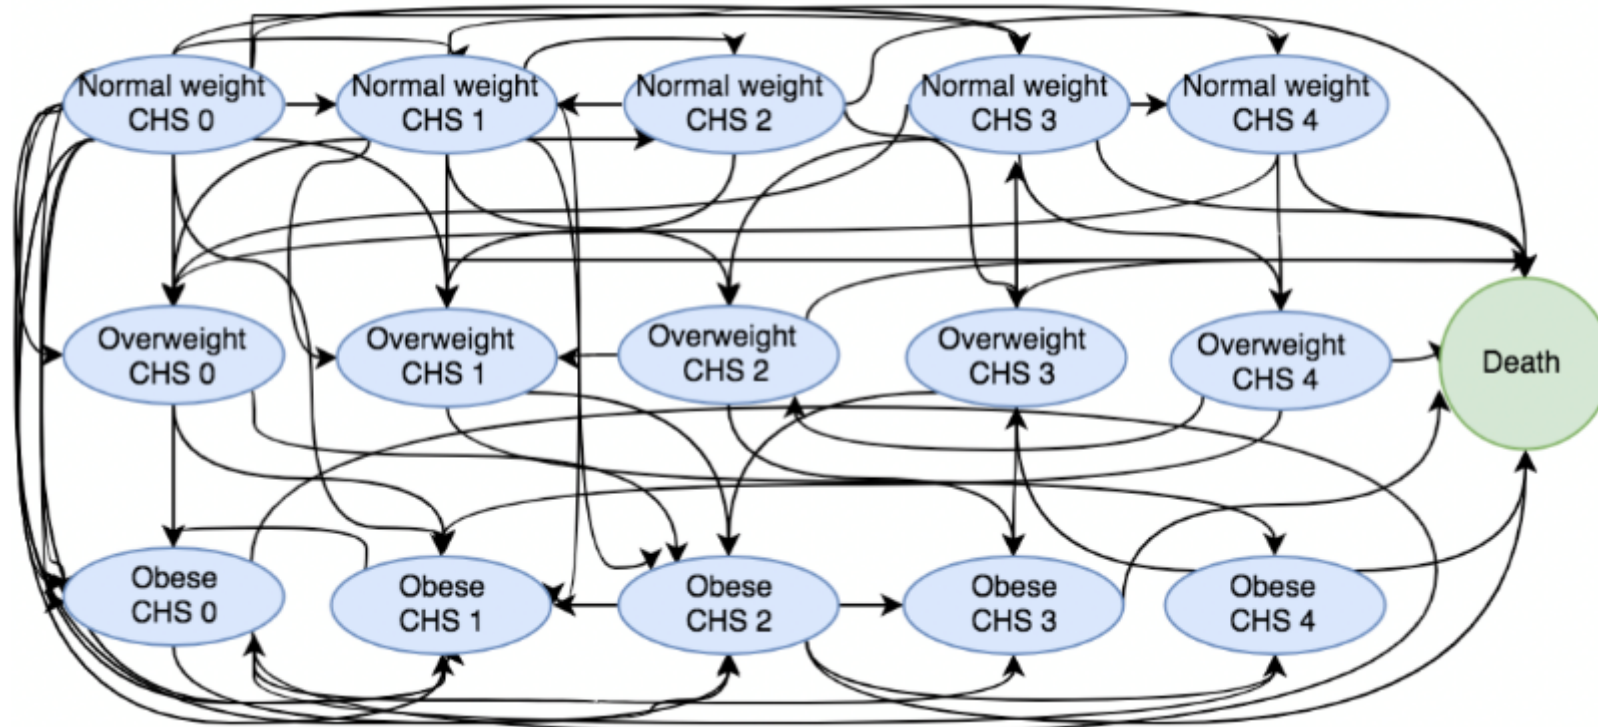 Normal weight
CHS 0
Normal weight
CHS 1
Normal weight
CHS 2
Normal weight
CHS 3
Normal weight
CHS 4
Overweight
CHS 0
Overweight
CHS 1
Overweight
CHS 2
Overweight
CHS 3
Overweight
CHS 4
Death
Obese
CHS 0
Obese
CHS 1
Obese
CHS 2
Obese
CHS 3
Obese
CHS 4